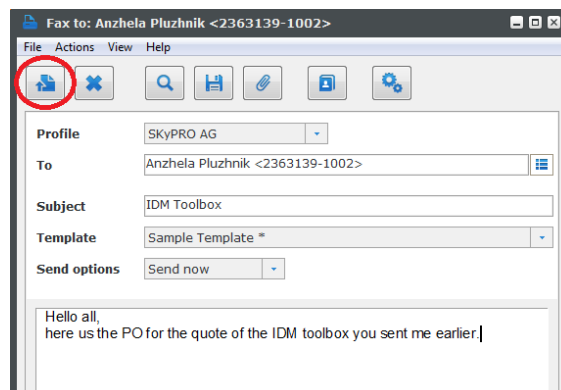 Fax to: Anzhela Pluzhnik <2363139-1002>
File Actions View Help
Profile SKyPRO AG
To Anzhela Pluzhnik <2363139-1002>
Subject IDM Toolbox
Template Sample Template *
Send options Send now
Hello all,
here us the PO for the quote of the IDM toolbox you sent me earlier.